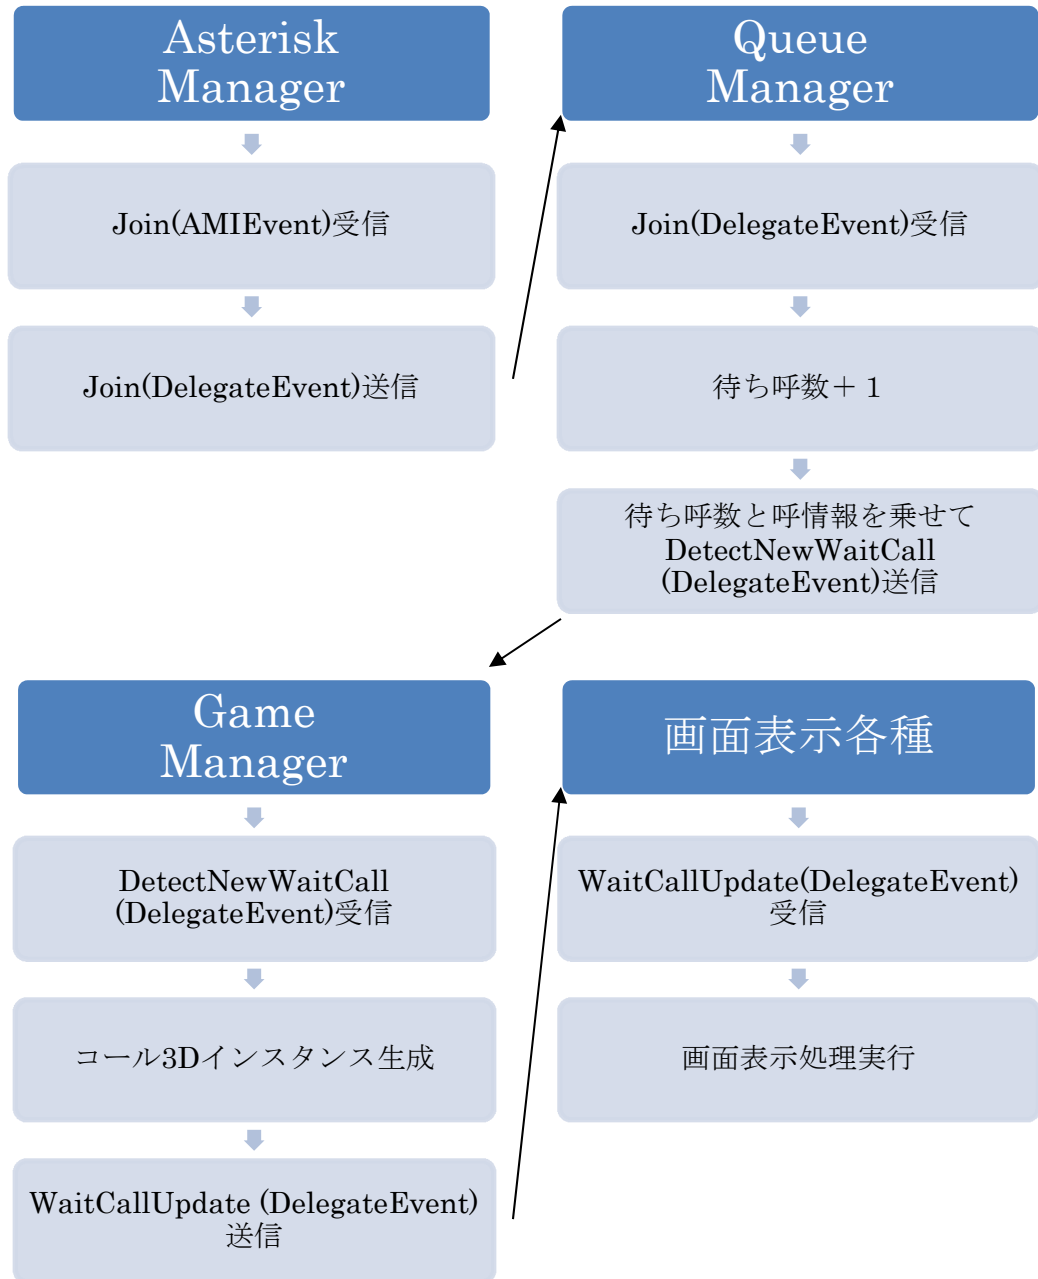 Asterisk
Manager
Join(AMIEvent)受信
Join(DelegateEvent)送信
Queue
Manager
Join(DelegateEvent)受信
待ち呼数＋１
待ち呼数と呼情報を乗せて
DetectNewWaitCall
(DelegateEvent)送信
Game
Manager
DetectNewWaitCall
(DelegateEvent)受信
コール3Dインスタンス生成
WaitCallUpdate (DelegateEvent)
送信
画面表示各種
WaitCallUpdate(DelegateEvent)
受信
画面表示処理実行